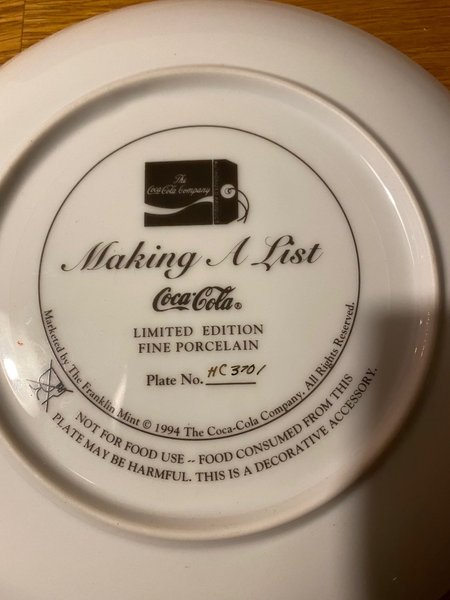 The
Coca-Cola Company
Making A List
Coca-Cola®
LIMITED EDITION
FINE PORCELAIN
Plate No. HC3701
Marketed by The Franklin Mint © 1994 The Coca-Cola Company. All Rights Reserved.
NOT FOR FOOD USE -- FOOD CONSUMED FROM THIS
PLATE MAY BE HARMFUL. THIS IS A DECORATIVE ACCESSORY.